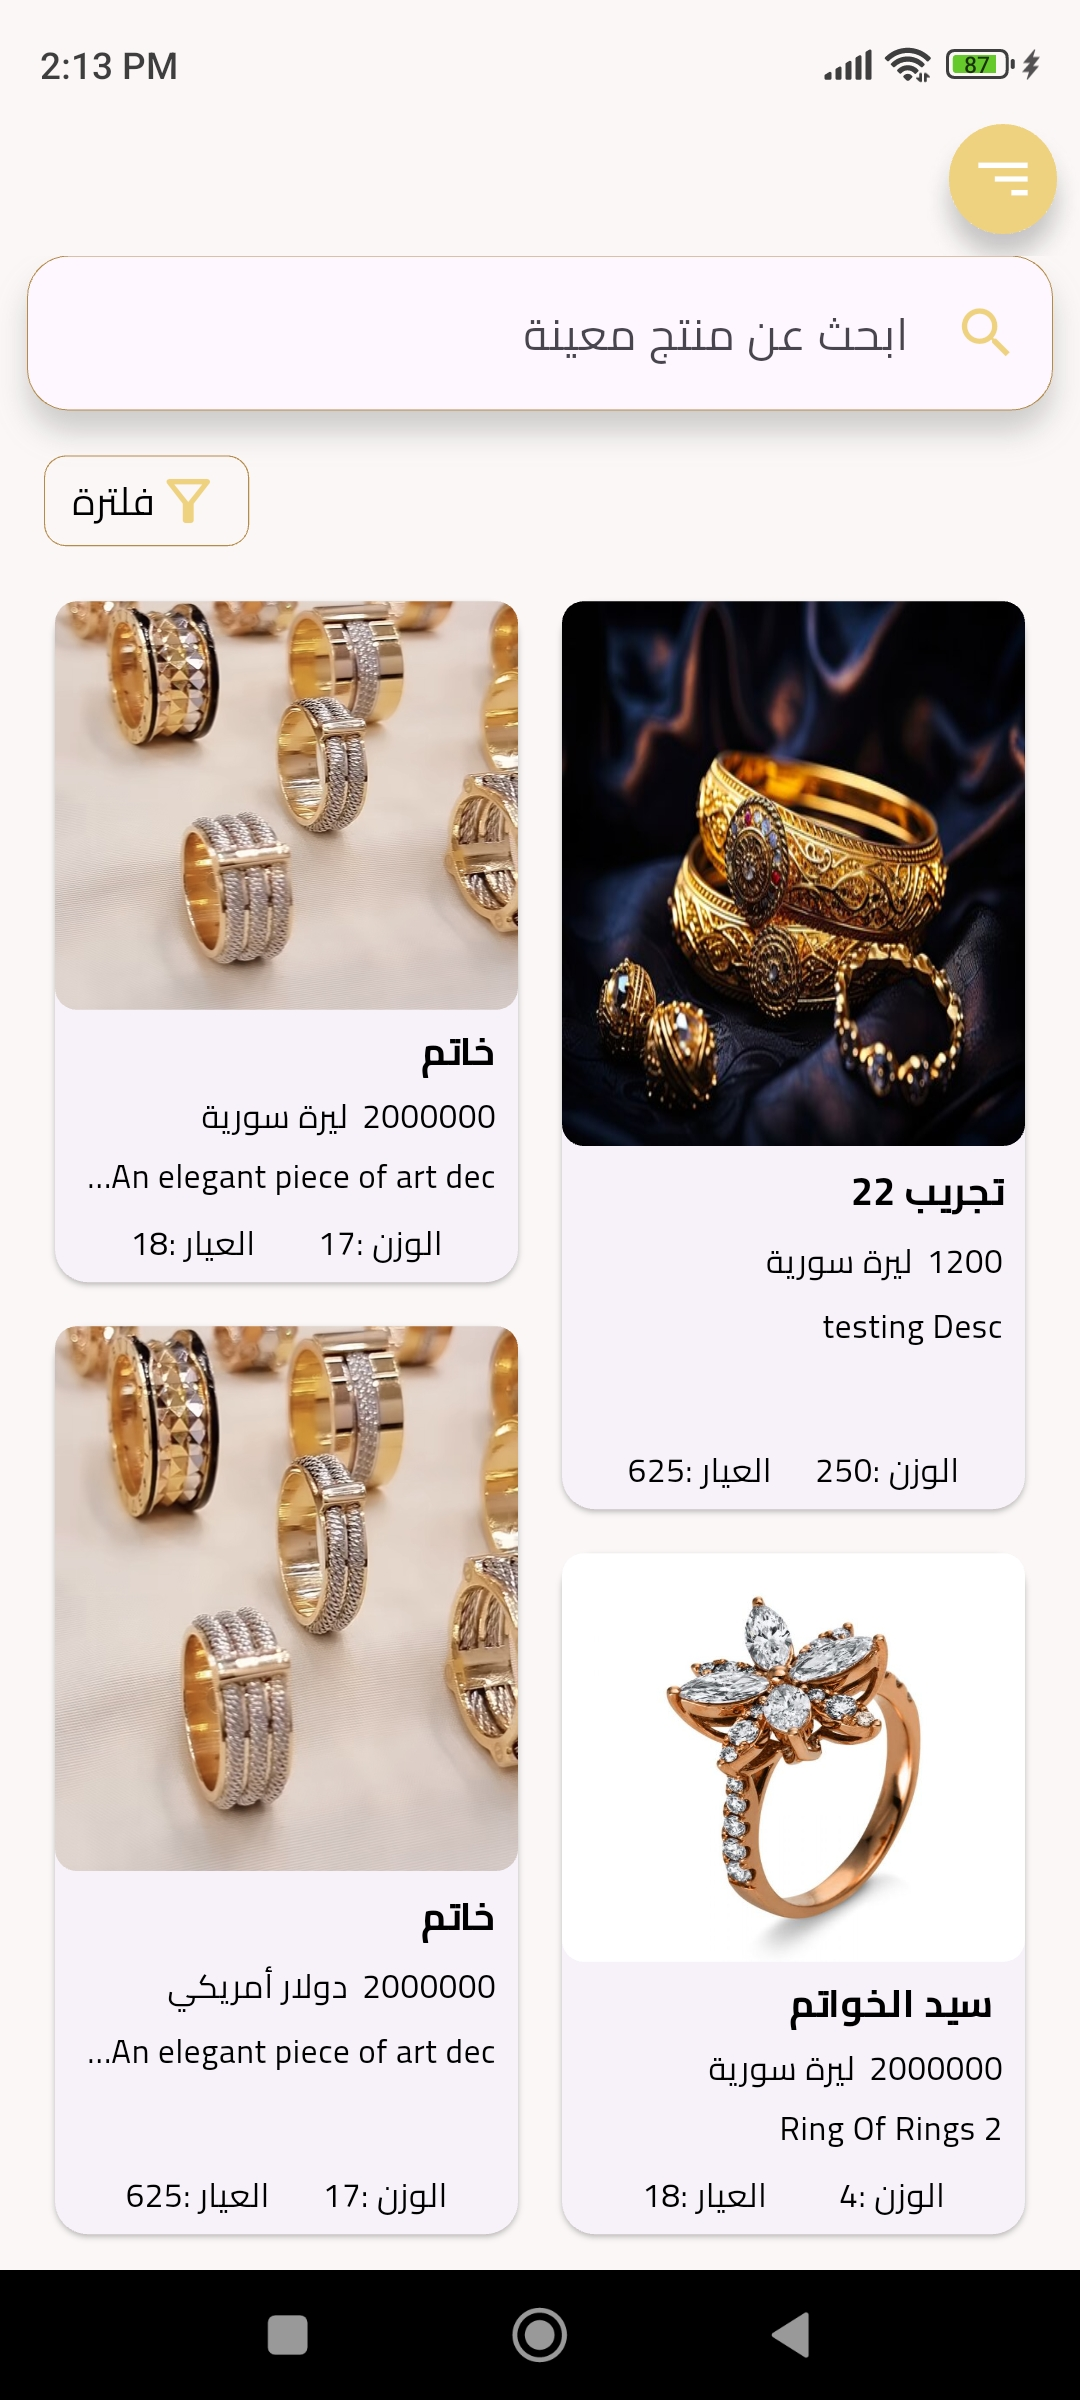 2:13 PM
87
ابحث عن منتج معينة
فلترة
تجريب 22
1200 ليرة سورية
testing Desc
الوزن :250 العيار :625
خاتم
2000000 ليرة سورية
An elegant piece of art dec...
الوزن :17 العيار :18
سيد الخواتم
2000000 ليرة سورية
Ring Of Rings 2
الوزن :4 العيار :18
خاتم
2000000 دولار أمريكي
An elegant piece of art dec...
الوزن :17 العيار :625